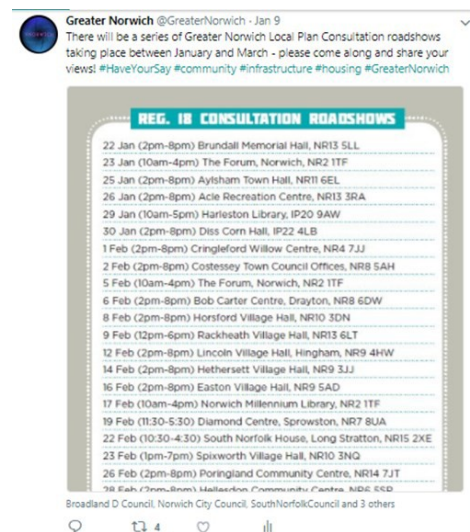 Greater Norwich @GreaterNorwich · Jan 9
There will be a series of Greater Norwich Local Plan Consultation roadshows
taking place between January and March - please come along and share your
views! #HaveYourSay #community #infrastructure #housing #GreaterNorwich
REG. 18 CONSULTATION ROADSHOWS
22 Jan (2pm-8pm) Brundall Memorial Hall, NR13 5LL
23 Jan (10am-4pm) The Forum, Norwich, NR2 1TF
25 Jan (2pm-8pm) Aylsham Town Hall, NR11 6EL
26 Jan (2pm-8pm) Acle Recreation Centre, NR13 3RA
29 Jan (10am-5pm) Harleston Library, IP20 9AW
30 Jan (2pm-8pm) Diss Corn Hall, IP22 4LB
1 Feb (2pm-8pm) Cringleford Willow Centre, NR4 7JJ
2 Feb (2pm-8pm) Costessey Town Council Offices, NR8 5AH
5 Feb (10am-4pm) The Forum, Norwich, NR2 1TF
6 Feb (2pm-8pm) Bob Carter Centre, Drayton, NR8 6DW
8 Feb (2pm-8pm) Horsford Village Hall, NR10 3DN
9 Feb (12pm-6pm) Rackheath Village Hall, NR13 6LT
12 Feb (2pm-8pm) Lincoln Village Hall, Hingham, NR9 4HW
14 Feb (2pm-8pm) Hethersett Village Hall, NR9 3JJ
16 Feb (2pm-8pm) Easton Village Hall, NR9 5AD
17 Feb (10am-4pm) Norwich Millennium Library, NR2 1TF
19 Feb (11:30-5:30) Diamond Centre, Sprowston, NR7 8UA
22 Feb (10:30-4:30) South Norfolk House, Long Stratton, NR15 2XE
23 Feb (1pm-7pm) Spixworth Village Hall, NR10 3NQ
26 Feb (2pm-8pm) Poringland Community Centre, NR14 7JT
28 Feb (2pm-8pm) Hellesdon Community Centre, NR6 5SR
Broadland D Council, Norwich City Council, SouthNorfolkCouncil and 3 others
4